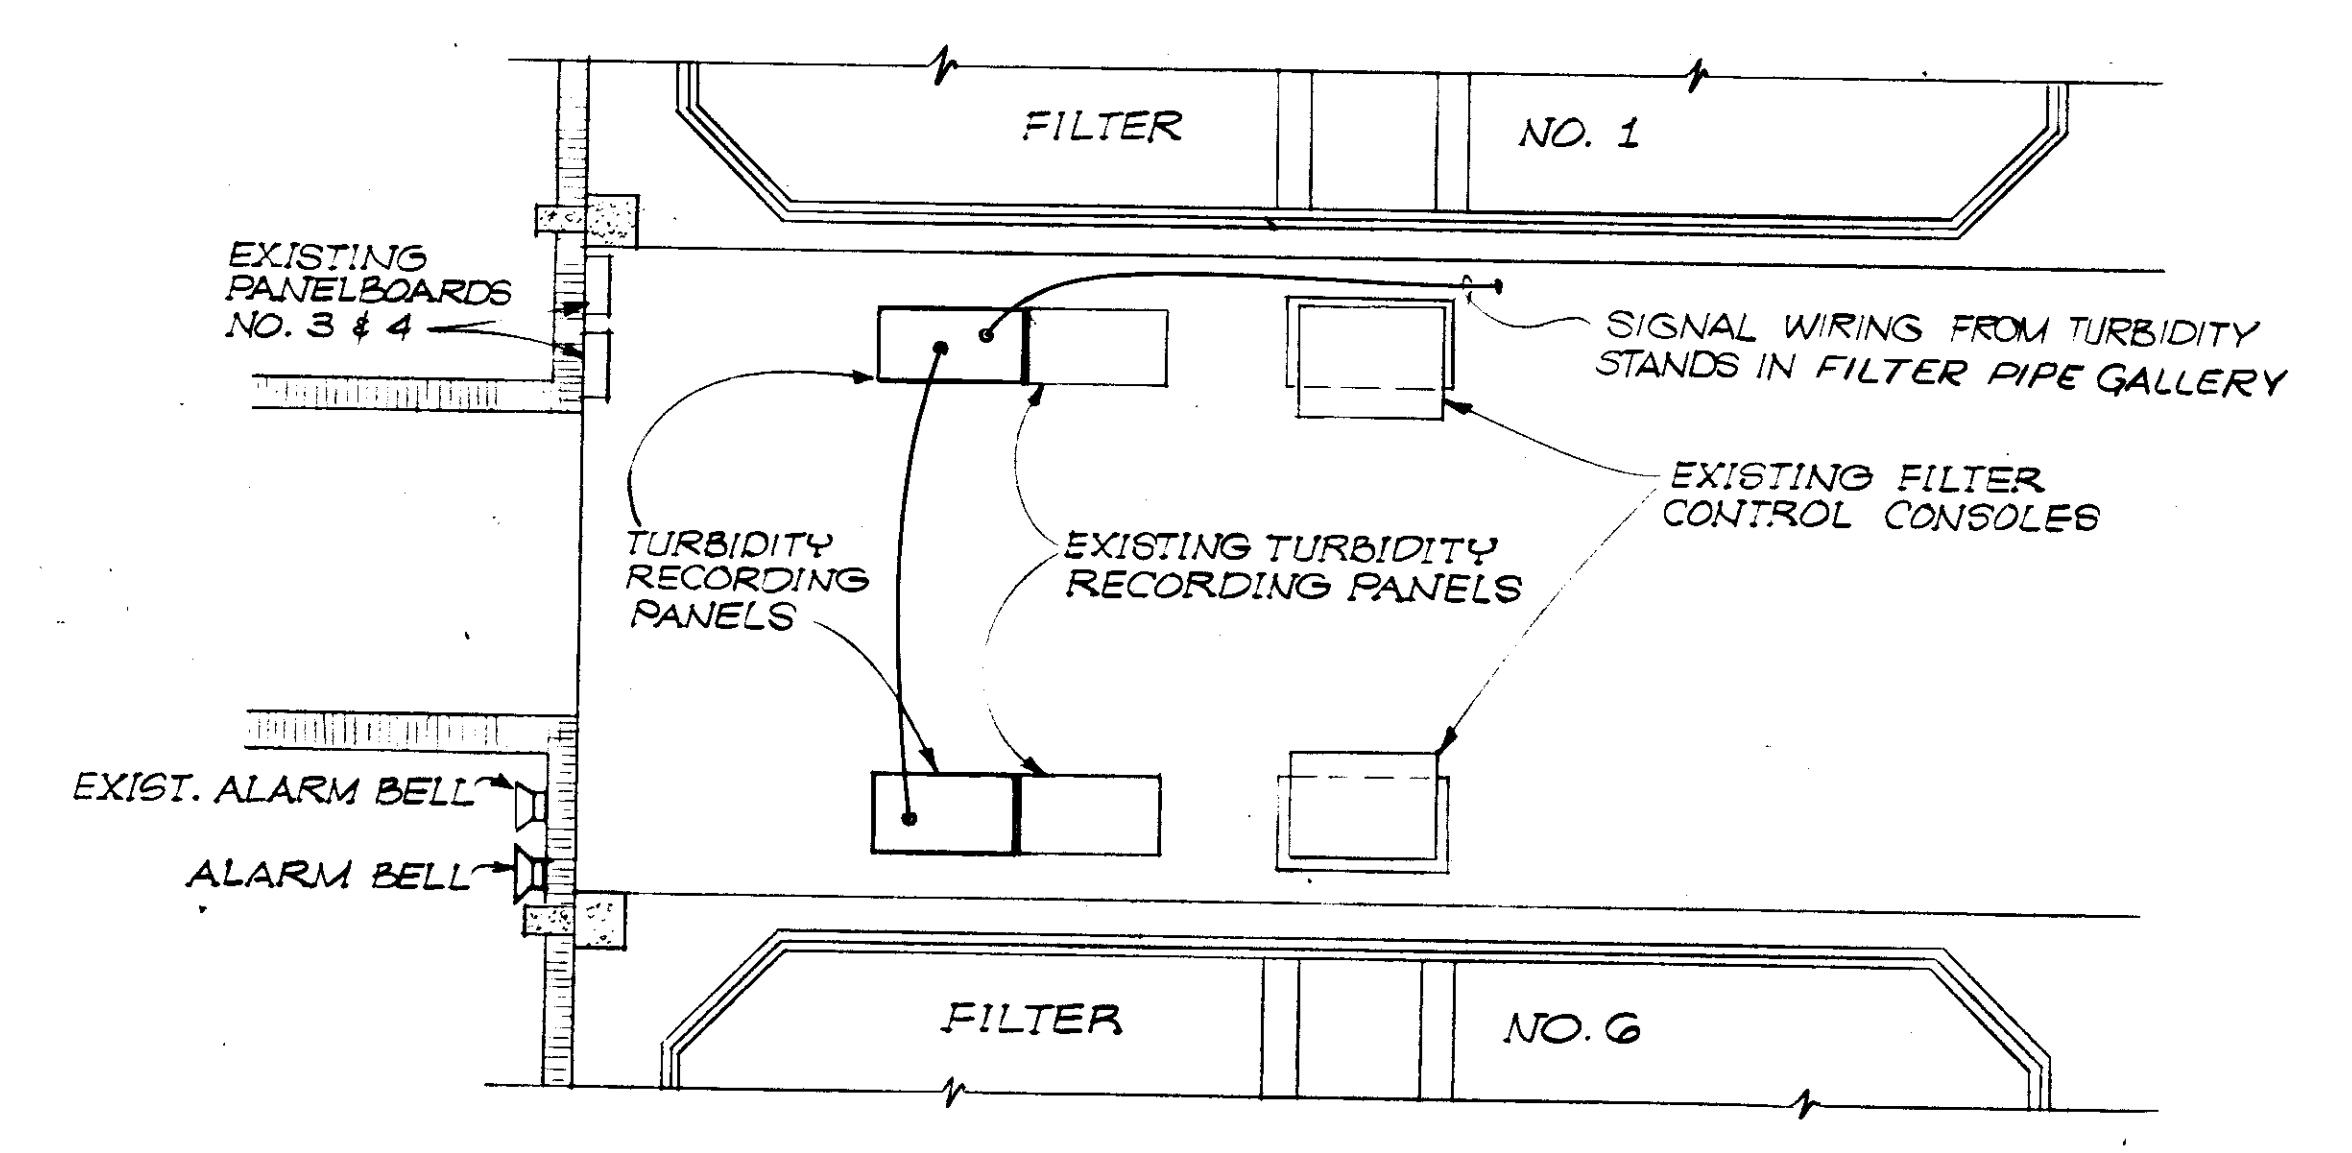 FILTER NO. 1
EXISTING
PANELBOARDS
NO. 3 & 4
SIGNAL WIRING FROM TURBIDITY
STANDS IN FILTER PIPE GALLERY
EXISTING FILTER
CONTROL CONSOLES
TURBIDITY
RECORDING
PANELS
EXISTING TURBIDITY
RECORDING PANELS
EXIST. ALARM BELL
ALARM BELL
FILTER NO. 6